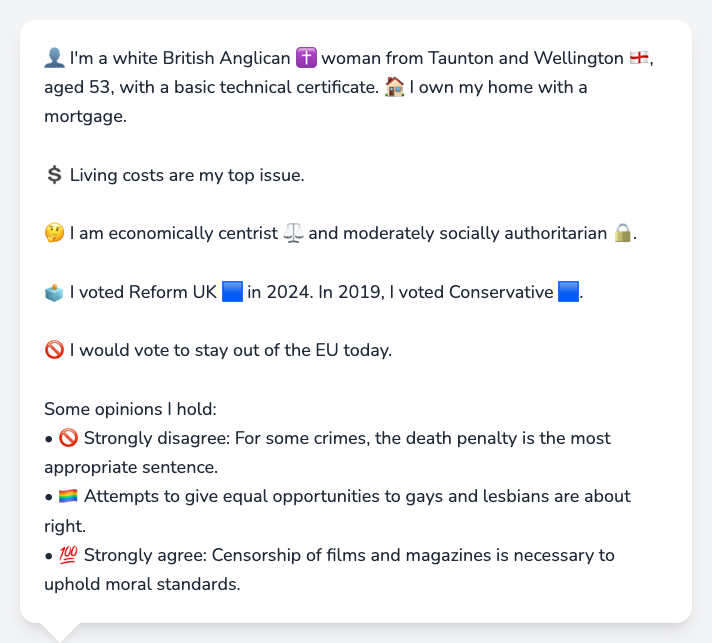 👤 I'm a white British Anglican ✝️ woman from Taunton and Wellington 🏴󠁧󠁢󠁥󠁮󠁧󠁿,
aged 53, with a basic technical certificate. 🏠 I own my home with a
mortgage.
💲 Living costs are my top issue.
🤔 I am economically centrist ⚖️ and moderately socially authoritarian 🔒.
🗳️ I voted Reform UK 🟦 in 2024. In 2019, I voted Conservative 🟦.
🚫 I would vote to stay out of the EU today.
Some opinions I hold:
• 🚫 Strongly disagree: For some crimes, the death penalty is the most
appropriate sentence.
• 🏳️‍🌈 Attempts to give equal opportunities to gays and lesbians are about
right.
• 💯 Strongly agree: Censorship of films and magazines is necessary to
uphold moral standards.